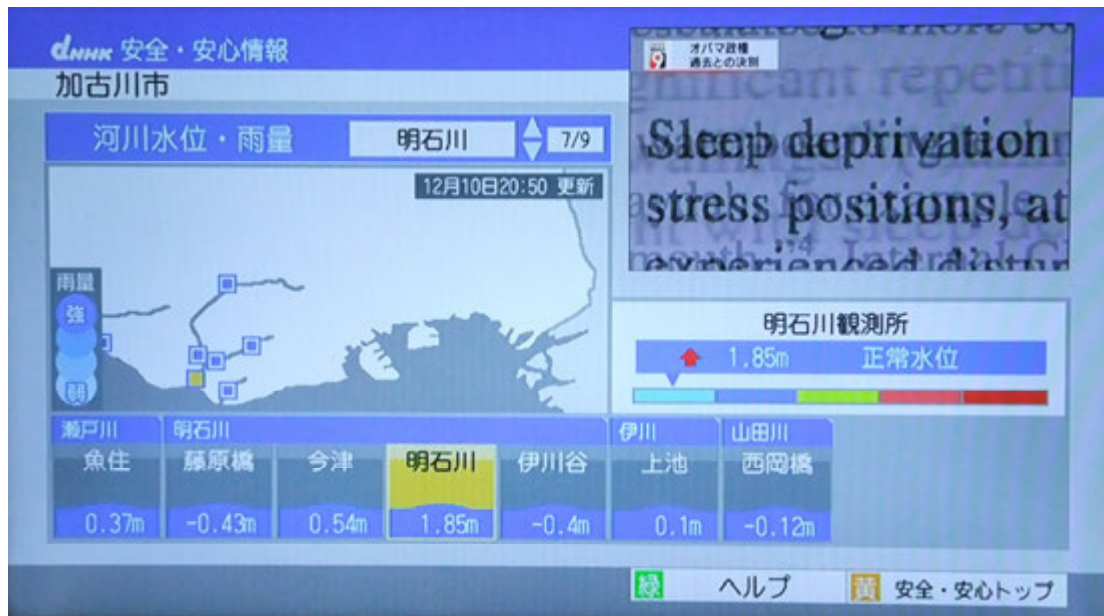 dNHK 安全・安心情報
加古川市
河川水位・雨量 明石川 7/9
12月10日20:50 更新
雨量
強
弱
オバマ政権
過去との決別
significant repetiti
Sleep deprivation
stress positions, at
experienced distur
明石川観測所
1.85m 正常水位
瀬戸川 明石川 伊川 山田川
魚住 藤原橋 今津 明石川 伊川谷 上池 西岡橋
0.37m -0.43m 0.54m 1.85m -0.4m 0.1m -0.12m
緑 ヘルプ 黄 安全・安心トップ